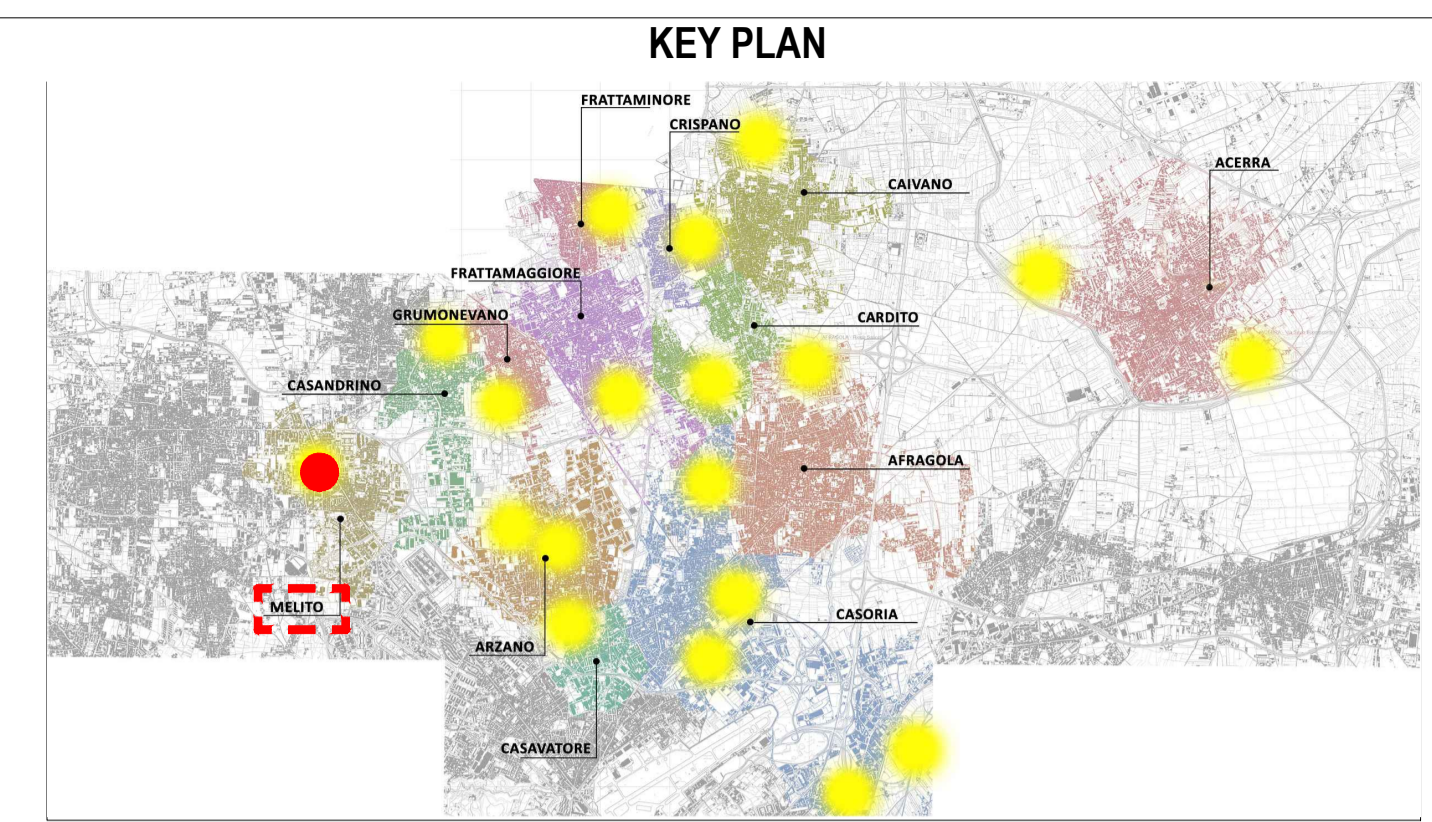 KEY PLAN
FRATTAMINORE
CRISPANO
ACERRA
CAIVANO
FRATTAMAGGIORE
GRUMONEVANO
CARDITO
CASANDRINO
AFRAGOLA
MELITO
CASORIA
ARZANO
CASAVATORE